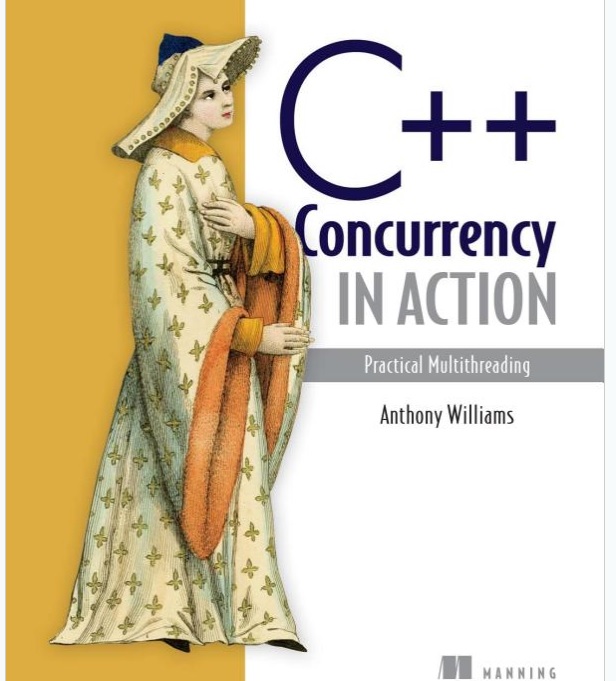 C++
Concurrency
IN ACTION
Practical Multithreading
Anthony Williams
MANNING